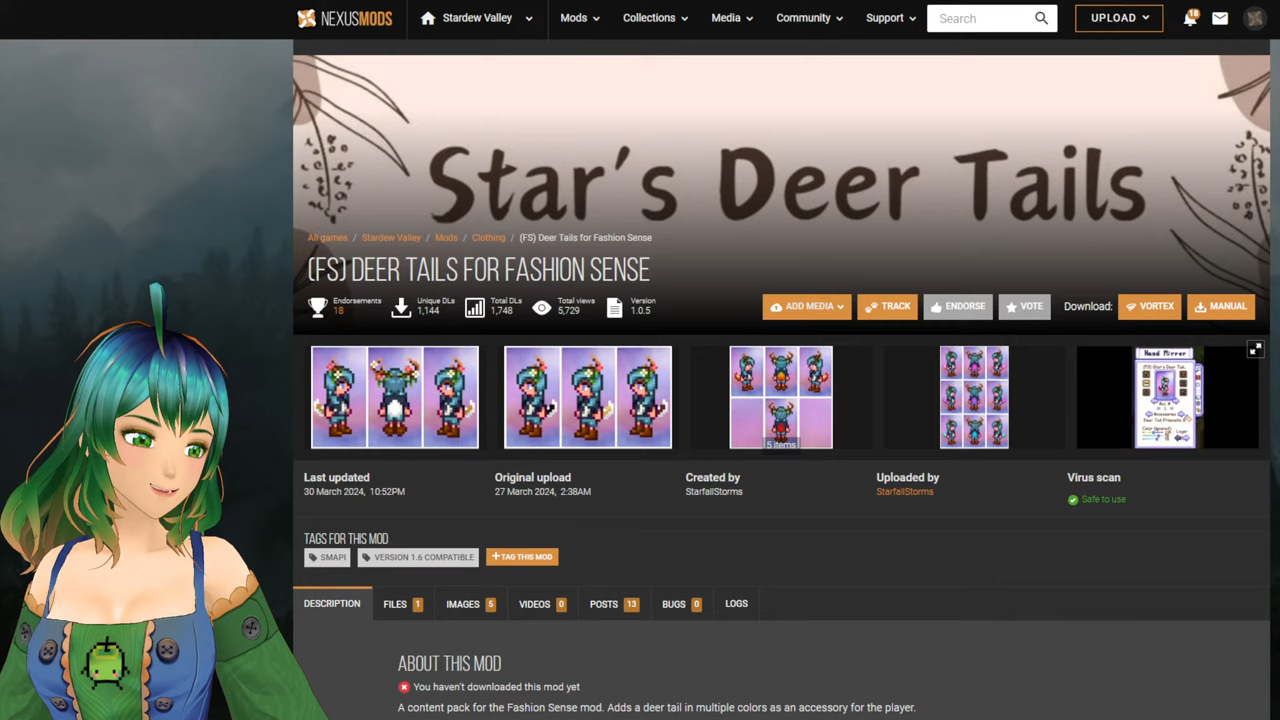 NEXUSMODS
Stardew Valley
Mods
Collections
Media
Community
Support
Search
UPLOAD
18
Star's Deer Tails
All games / Stardew Valley / Mods / Clothing / (FS) Deer Tails for Fashion Sense
(FS) DEER TAILS FOR FASHION SENSE
Endorsements
18
Unique DLs
1,144
Total DLs
1,748
Total views
5,729
Version
1.0.5
ADD MEDIA
TRACK
ENDORSE
VOTE
Download:
VORTEX
MANUAL
5 items
Hand Mirror
Last updated
30 March 2024, 10:52PM
Original upload
27 March 2024, 2:38AM
Created by
StarfallStorms
Uploaded by
StarfallStorms
Virus scan
Safe to use
TAGS FOR THIS MOD
SMAPI
VERSION 1.6 COMPATIBLE
+ TAG THIS MOD
DESCRIPTION
FILES 1
IMAGES 5
VIDEOS 0
POSTS 13
BUGS 0
LOGS
ABOUT THIS MOD
You haven't downloaded this mod yet
A content pack for the Fashion Sense mod. Adds a deer tail in multiple colors as an accessory for the player.